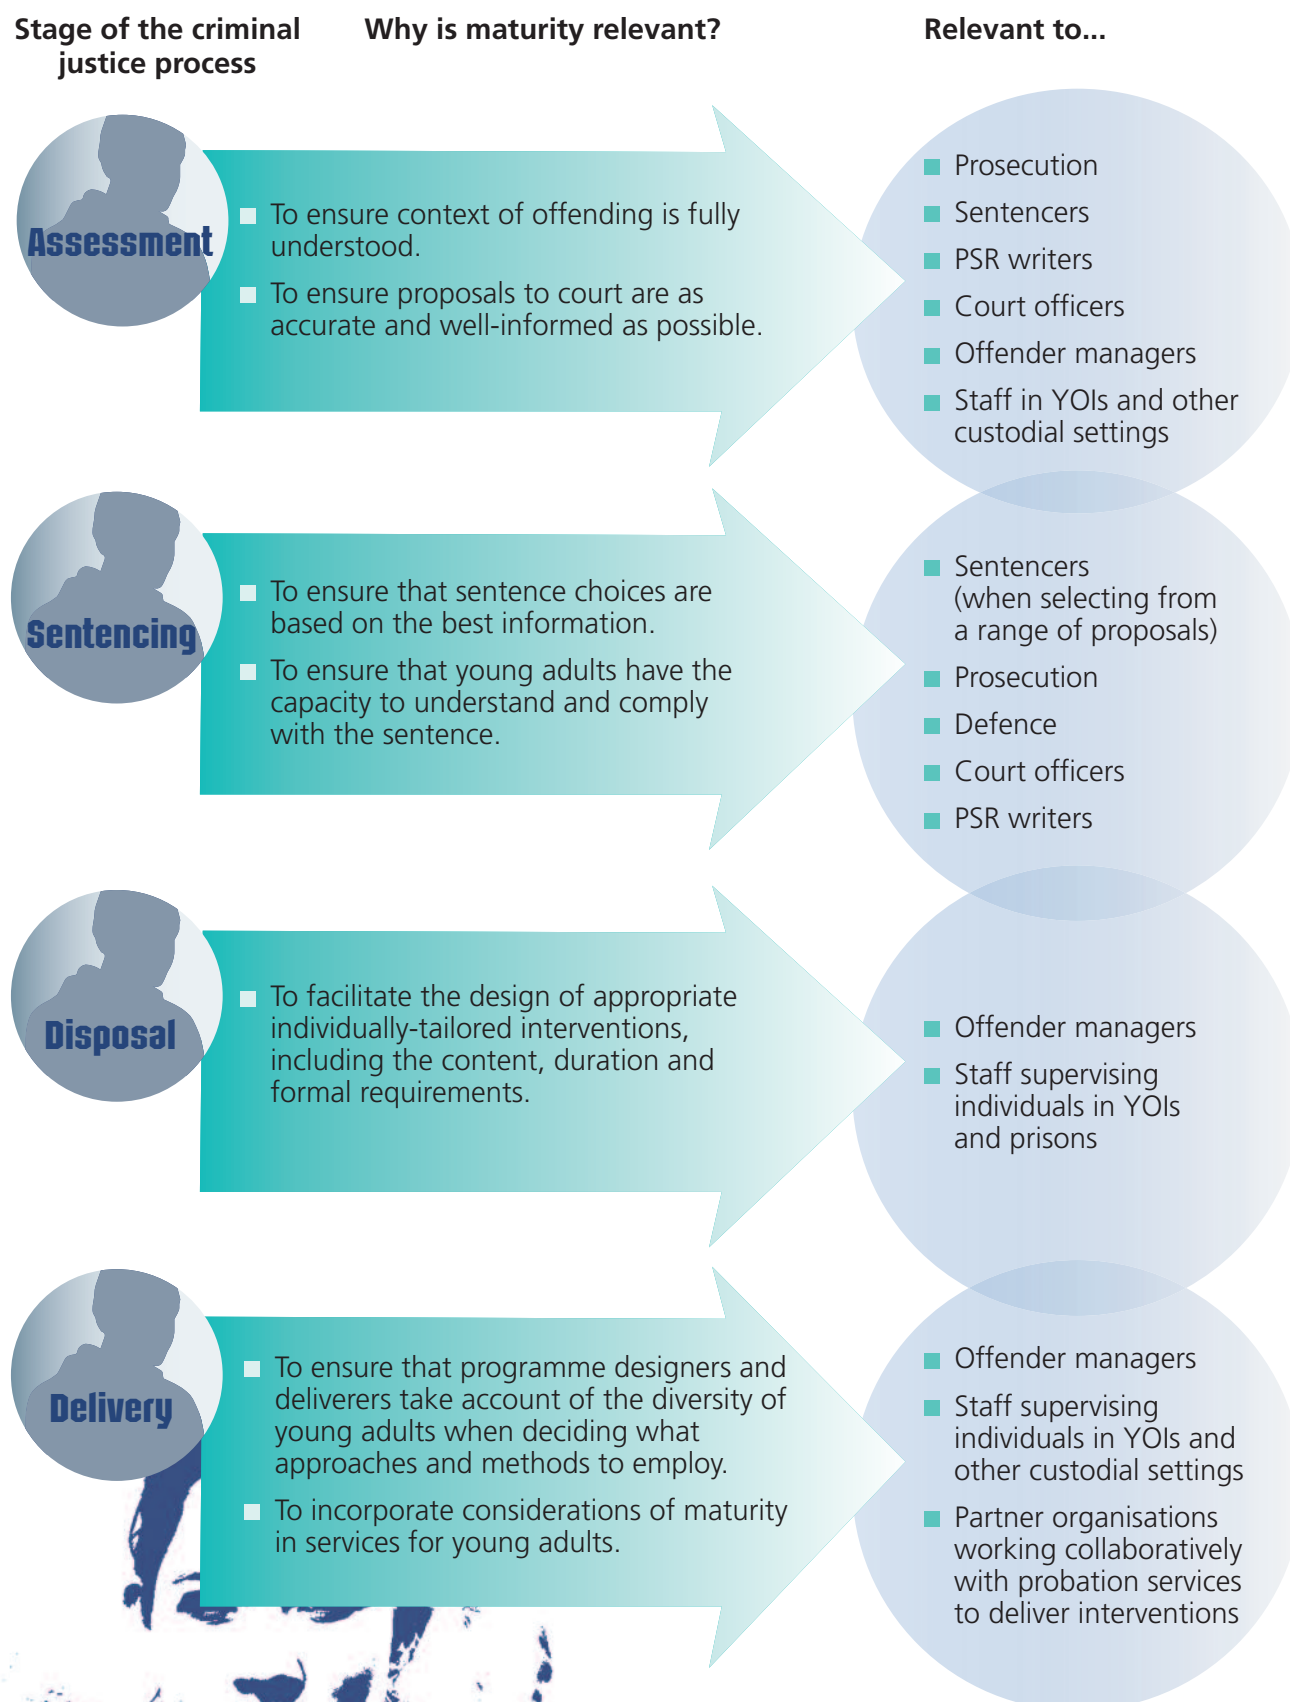 Stage of the criminal
justice process
Why is maturity relevant?
Relevant to...
Assessment
To ensure context of offending is fully
understood.
To ensure proposals to court are as
accurate and well-informed as possible.
Prosecution
Sentencers
PSR writers
Court officers
Offender managers
Staff in YOIs and other
custodial settings
Sentencing
To ensure that sentence choices are
based on the best information.
To ensure that young adults have the
capacity to understand and comply
with the sentence.
Sentencers
(when selecting from
a range of proposals)
Prosecution
Defence
Court officers
PSR writers
Disposal
To facilitate the design of appropriate
individually-tailored interventions,
including the content, duration and
formal requirements.
Offender managers
Staff supervising
individuals in YOIs
and prisons
Delivery
To ensure that programme designers and
deliverers take account of the diversity of
young adults when deciding what
approaches and methods to employ.
To incorporate considerations of maturity
in services for young adults.
Offender managers
Staff supervising
individuals in YOIs and
other custodial settings
Partner organisations
working collaboratively
with probation services
to deliver interventions